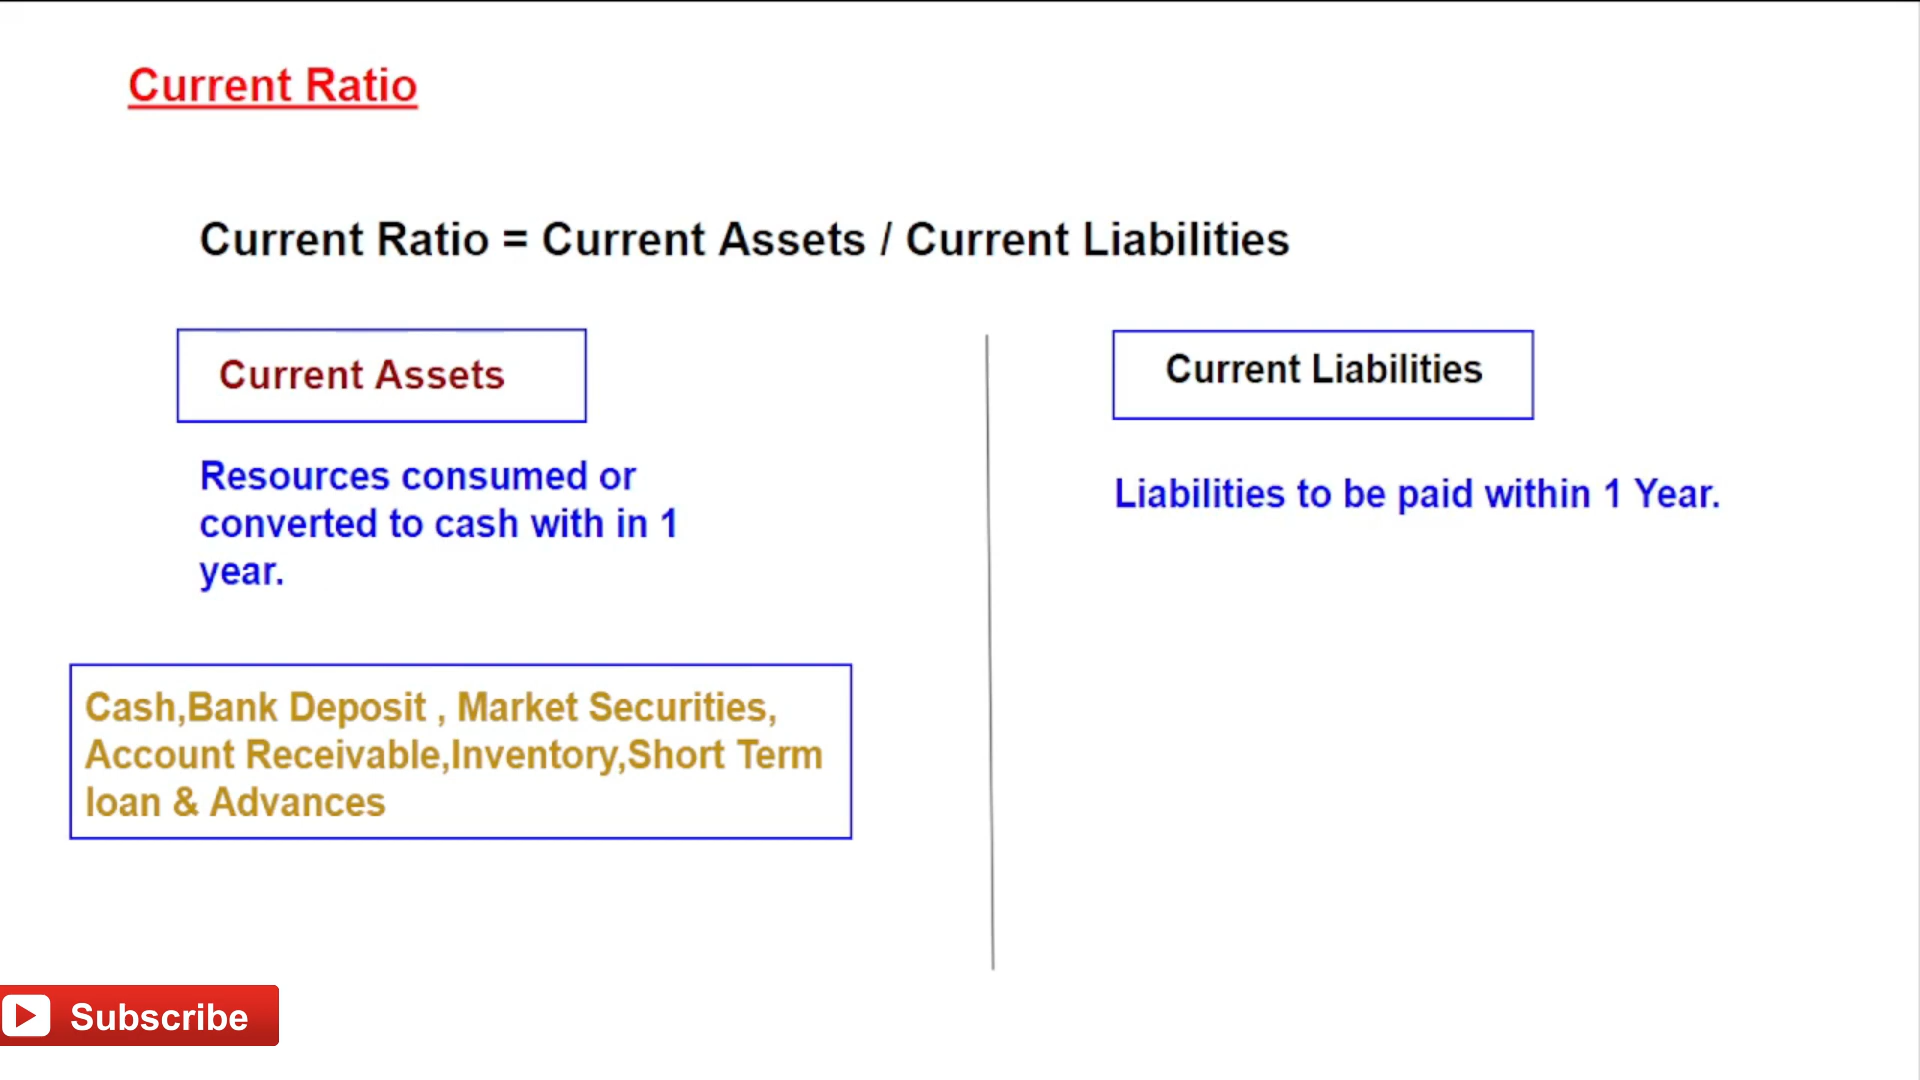 Current Ratio
Current Ratio = Current Assets / Current Liabilities
Current Assets
Resources consumed or
converted to cash with in 1
year.
Cash,Bank Deposit , Market Securities,
Account Receivable,Inventory,Short Term
loan & Advances
Current Liabilities
Liabilities to be paid within 1 Year.
Subscribe